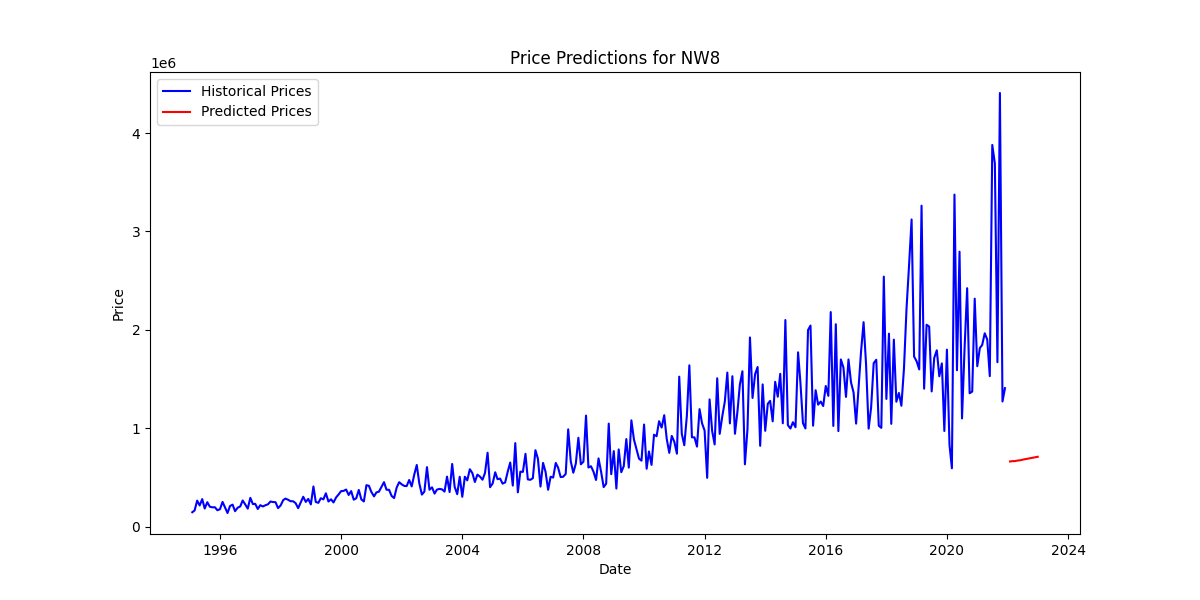 Price Predictions for NW8
1e6
Historical Prices
Predicted Prices
4
3
2
1
0
Price
1996 2000 2004 2008 2012 2016 2020 2024
Date